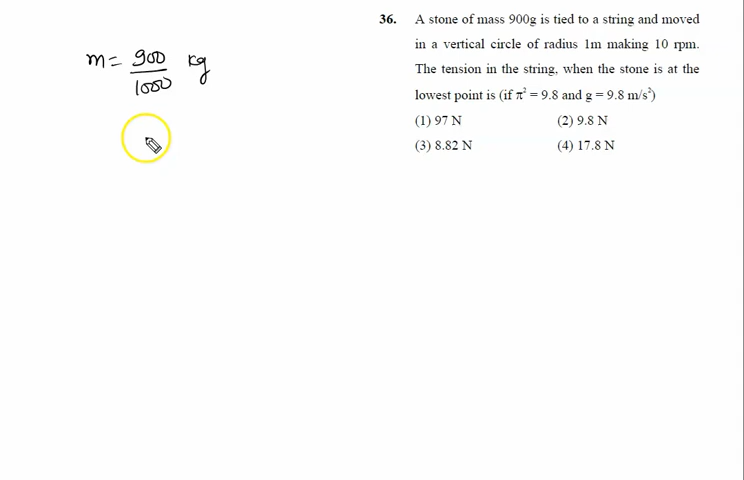 m = 900/1000 kg
36. A stone of mass 900g is tied to a string and moved
in a vertical circle of radius 1m making 10 rpm.
The tension in the string, when the stone is at the
lowest point is (if π² = 9.8 and g = 9.8 m/s²)
(1) 97 N (2) 9.8 N
(3) 8.82 N (4) 17.8 N